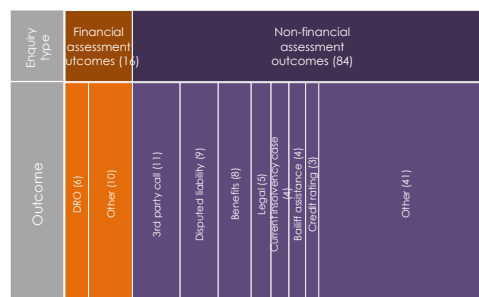 Enquiry
type
Financial
assessment
outcomes (16)
Non-financial
assessment
outcomes (84)
Outcome
DRO (6)
Other (10)
3rd party call (11)
Disputed liability (9)
Benefits (8)
Legal (5)
Current insolvency case
(4)
Bailiff assistance (4)
Credit rating (3)
Other (41)